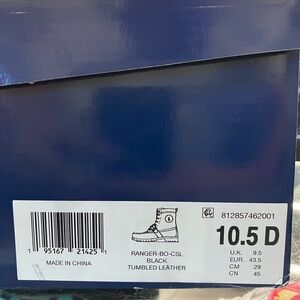 812857462001
10.5 D
U.K. 9.5
EUR. 43.5
CM 29
CN 45
RANGER-BO-CSL
BLACK
TUMBLED LEATHER
1 95167 21425 1
MADE IN CHINA